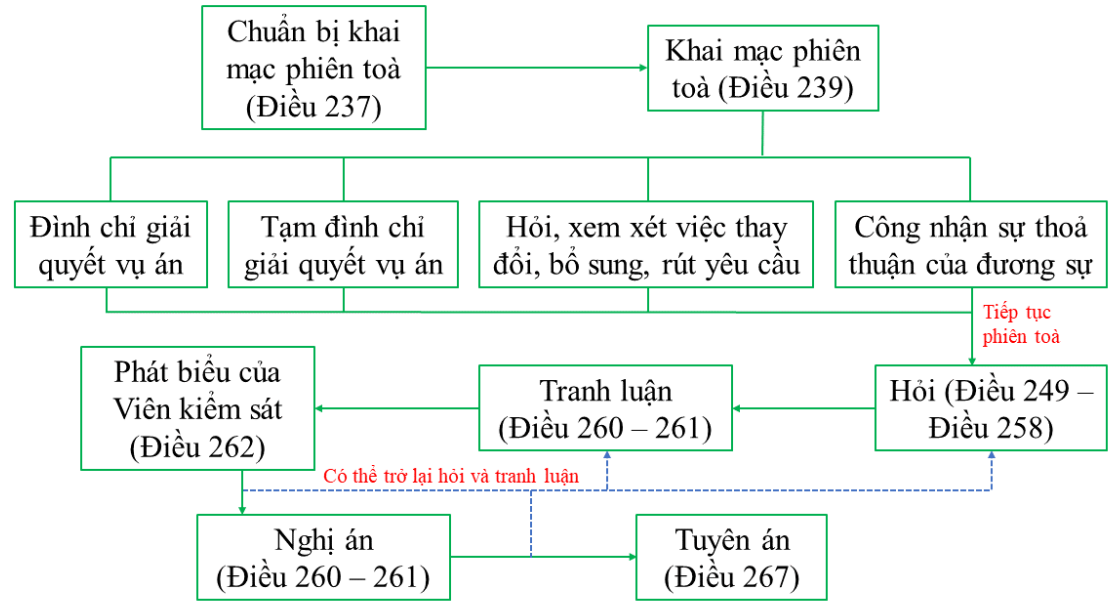 Chuẩn bị khai
mạc phiên toà
(Điều 237)
Khai mạc phiên
toà (Điều 239)
Đình chỉ giải
quyết vụ án
Tạm đình chỉ
giải quyết vụ án
Hỏi, xem xét việc thay
đổi, bổ sung, rút yêu cầu
Công nhận sự thoả
thuận của đương sự
Tiếp tục
phiên toà
Phát biểu của
Viên kiểm sát
(Điều 262)
Tranh luận
(Điều 260 – 261)
Hỏi (Điều 249 –
Điều 258)
Có thể trở lại hỏi và tranh luận
Nghị án
(Điều 260 – 261)
Tuyên án
(Điều 267)